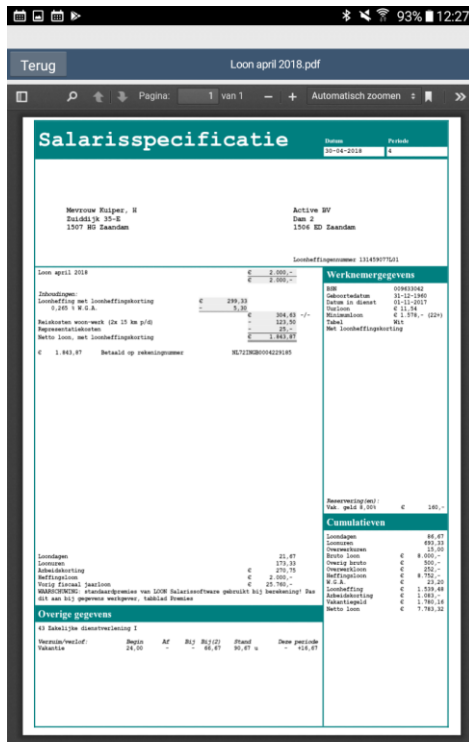 93% 12:27
Terug
Loon april 2018.pdf
Pagina: 1 van 1 − + Automatisch zoomen
Salarisspecificatie
Datum Periode
30-04-2018 4
Mevrouw Kuiper, H
Zuiddijk 35-E
1507 HG Zaandam
Active BV
Dam 2
1506 ED Zaandam
Loonheffingennummer 131459077L01
Loon april 2018 € 2.000,-
€ 2.000,-
Inhoudingen:
Loonheffing met loonheffingskorting € 299,33
0,265 % W.G.A. - 5,30
€ 304,63 -/-
Reiskosten woon-werk (2x 15 km p/d) - 123,50
Representatiekosten - 25,-
Netto loon, met loonheffingskorting € 1.843,87
€ 1.843,87 Betaald op rekeningnummer NL72INGB0004229185
Loondagen 21,67
Loonuren 173,33
Arbeidskorting € 270,75
Heffingsloon € 2.000,-
Vorig fiscaal jaarloon € 25.760,-
WAARSCHUWING: standaardpremies van LOON Salarissoftware gebruikt bij berekening! Pas
dit aan bij gegevens werkgever, tabblad Premies
Werknemergegevens
BSN 009633042
Geboortedatum 31-12-1960
Datum in dienst 01-11-2017
Uurloon € 11,54
Minimumloon € 1.578,- (22+)
Tabel Wit
Met loonheffingskorting
Reservering(en):
Vak. geld 8,00% € 160,-
Cumulatieven
Loondagen 86,67
Loonuren 693,33
Overwerkuren 15,00
Bruto loon € 8.000,-
Overig bruto € 500,-
Overwerkloon € 252,-
Heffingsloon € 8.752,-
W.G.A. € 23,20
Loonheffing € 1.539,68
Arbeidskorting € 1.083,-
Vakantiegeld € 1.780,16
Netto loon € 7.783,32
Overige gegevens
43 Zakelijke dienstverlening I
Verzuim/verlof: Begin Af Bij Bij(2) Stand Deze periode
Vakantie 24,00 - - 66,67 90,67 u - +16,67